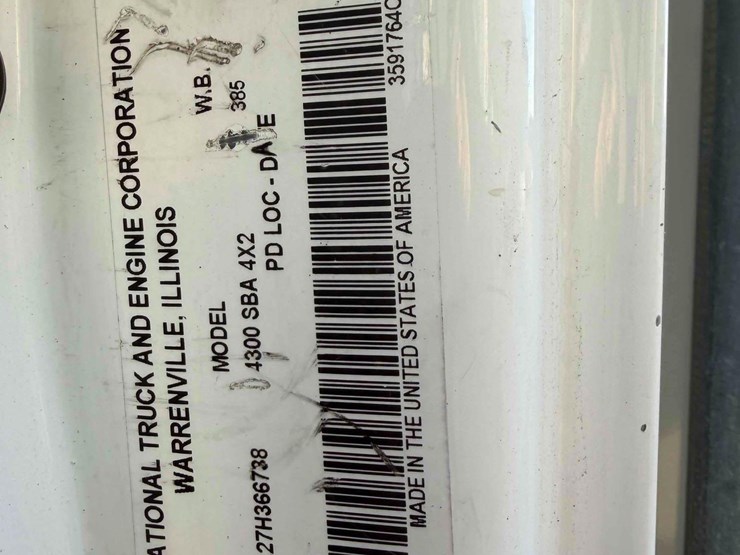 ATIONAL TRUCK AND ENGINE CORPORATION
WARRENVILLE, ILLINOIS
MODEL W.B.
4300 SBA 4X2 385
27H366738 PD LOC - DATE
MADE IN THE UNITED STATES OF AMERICA 3591764C